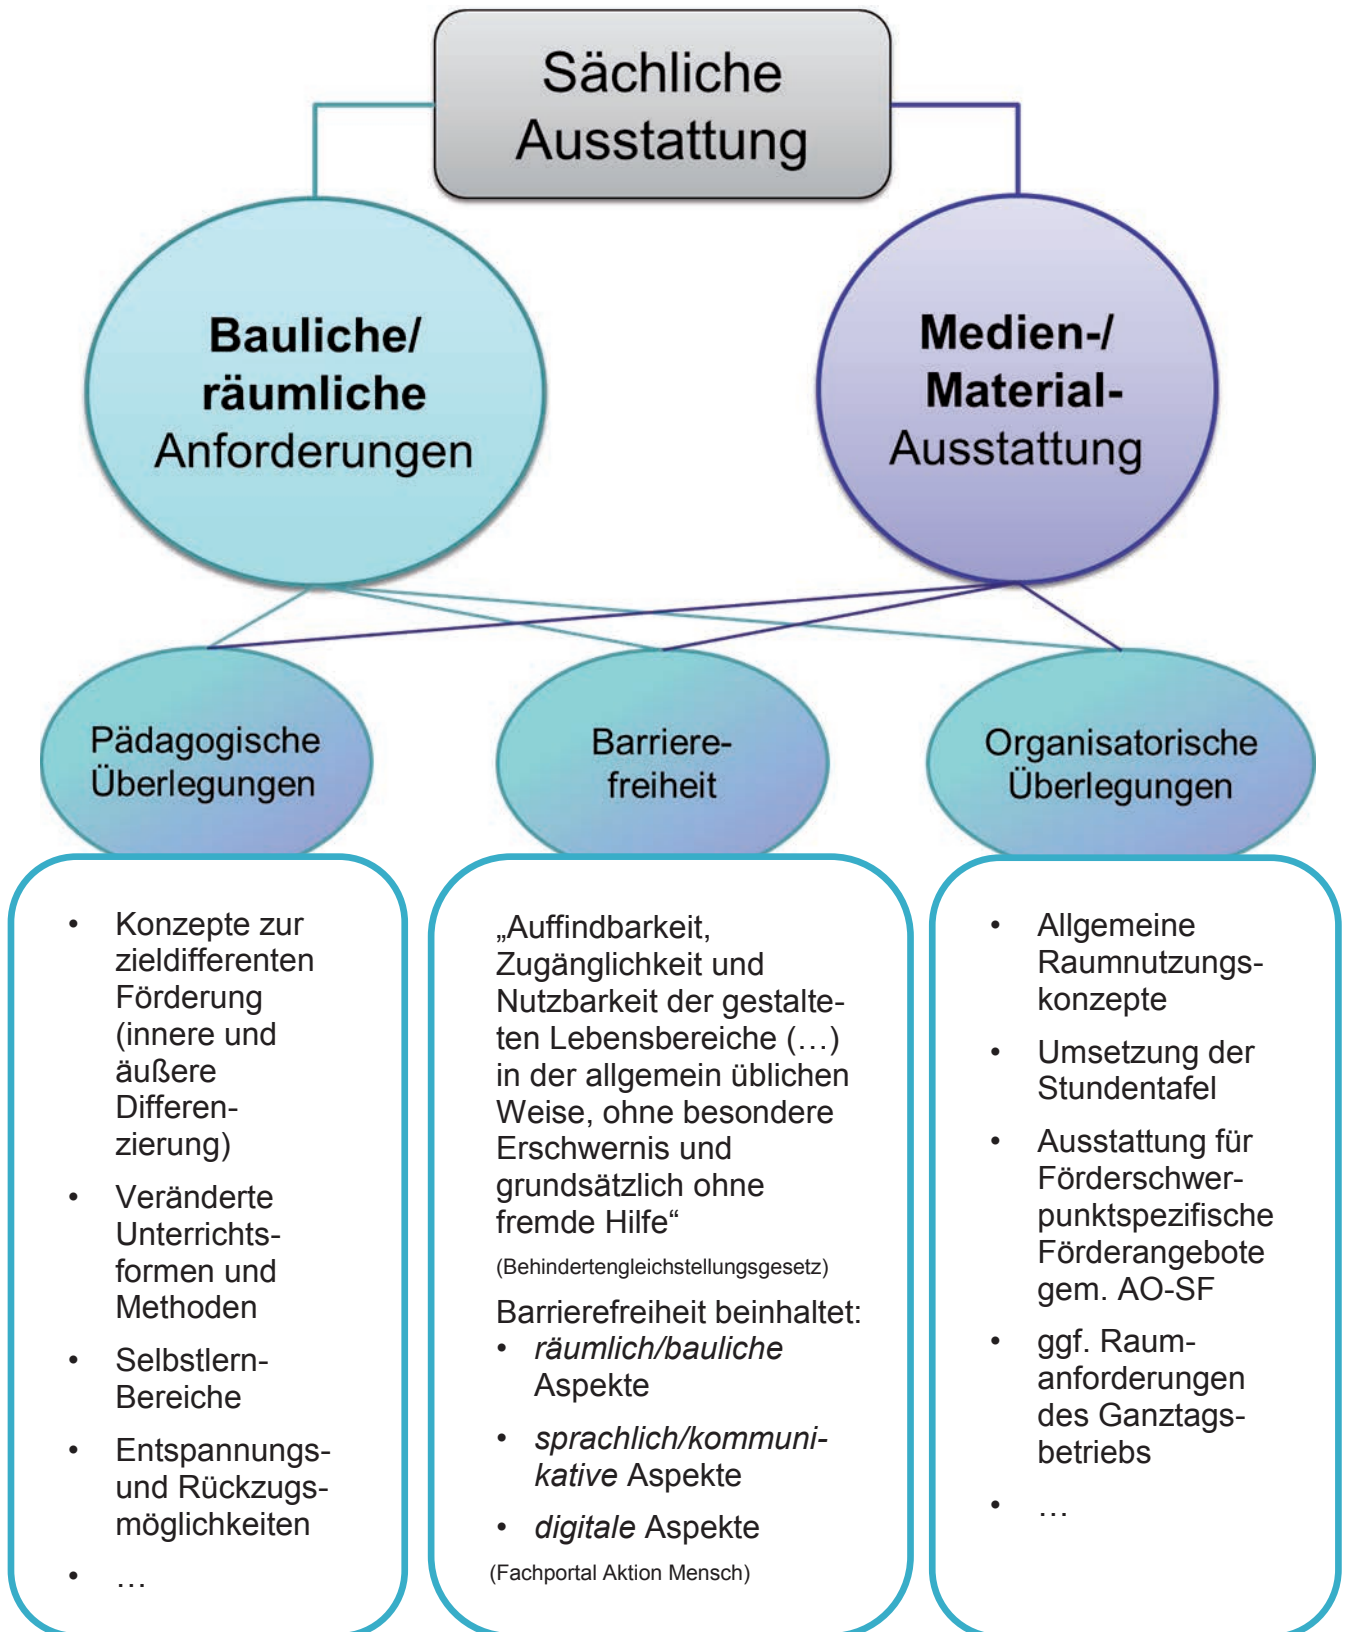 Sächliche
Ausstattung
Bauliche/
räumliche
Anforderungen
Medien-/
Material-
Ausstattung
Pädagogische
Überlegungen
Barriere-
freiheit
Organisatorische
Überlegungen
• Konzepte zur
zieldifferenten
Förderung
(innere und
äußere
Differen-
zierung)
• Veränderte
Unterrichts-
formen und
Methoden
• Selbstlern-
Bereiche
• Entspannungs-
und Rückzugs-
möglichkeiten
• …
„Auffindbarkeit,
Zugänglichkeit und
Nutzbarkeit der gestalte-
ten Lebensbereiche (…)
in der allgemein üblichen
Weise, ohne besondere
Erschwernis und
grundsätzlich ohne
fremde Hilfe“
(Behindertengleichstellungsgesetz)
Barrierefreiheit beinhaltet:
• räumlich/bauliche
Aspekte
• sprachlich/kommuni-
kative Aspekte
• digitale Aspekte
(Fachportal Aktion Mensch)
• Allgemeine
Raumnutzungs-
konzepte
• Umsetzung der
Stundentafel
• Ausstattung für
Förderschwer-
punktspezifische
Förderangebote
gem. AO-SF
• ggf. Raum-
anforderungen
des Ganztags-
betriebs
• …